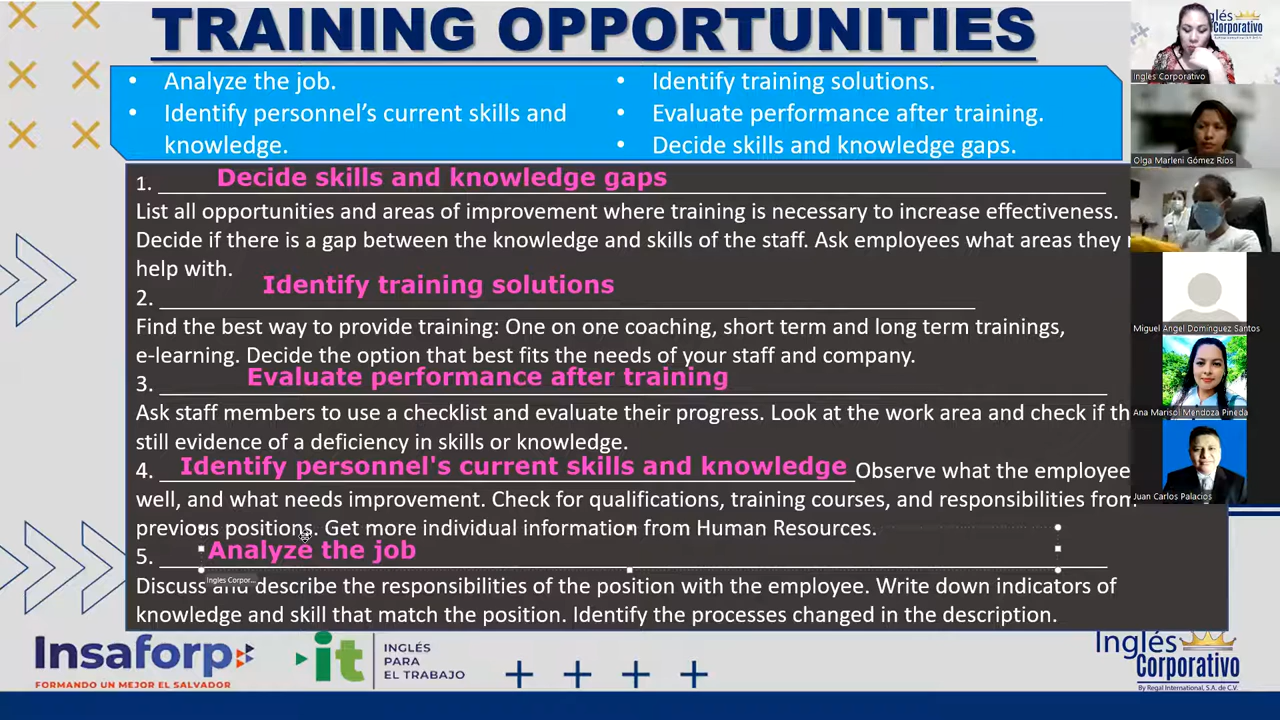 TRAINING OPPORTUNITIES
• Analyze the job.
• Identify personnel's current skills and
knowledge.
• Identify training solutions.
• Evaluate performance after training.
• Decide skills and knowledge gaps.
1. Decide skills and knowledge gaps
List all opportunities and areas of improvement where training is necessary to increase effectiveness.
Decide if there is a gap between the knowledge and skills of the staff. Ask employees what areas they
help with.
2. Identify training solutions
Find the best way to provide training: One on one coaching, short term and long term trainings,
e-learning. Decide the option that best fits the needs of your staff and company.
3. Evaluate performance after training
Ask staff members to use a checklist and evaluate their progress. Look at the work area and check if th
still evidence of a deficiency in skills or knowledge.
4. Identify personnel's current skills and knowledge Observe what the employee
well, and what needs improvement. Check for qualifications, training courses, and responsibilities from
previous positions. Get more individual information from Human Resources.
5. Analyze the job
Ingles Corpor...
Discuss and describe the responsibilities of the position with the employee. Write down indicators of
knowledge and skill that match the position. Identify the processes changed in the description.
Insaforp
FORMANDO UN MEJOR EL SALVADOR
it
INGLÉS
PARA
EL TRABAJO
Inglés
Corporativo
By Regal International, S.A. de C.V.
glés
Corporativo
Ingles Corporativo
Olga Marleni Gómez Ríos
Miguel Angel Dominguez Santos
Ana Marisol Mendoza Pineda
Juan Carlos Palacios